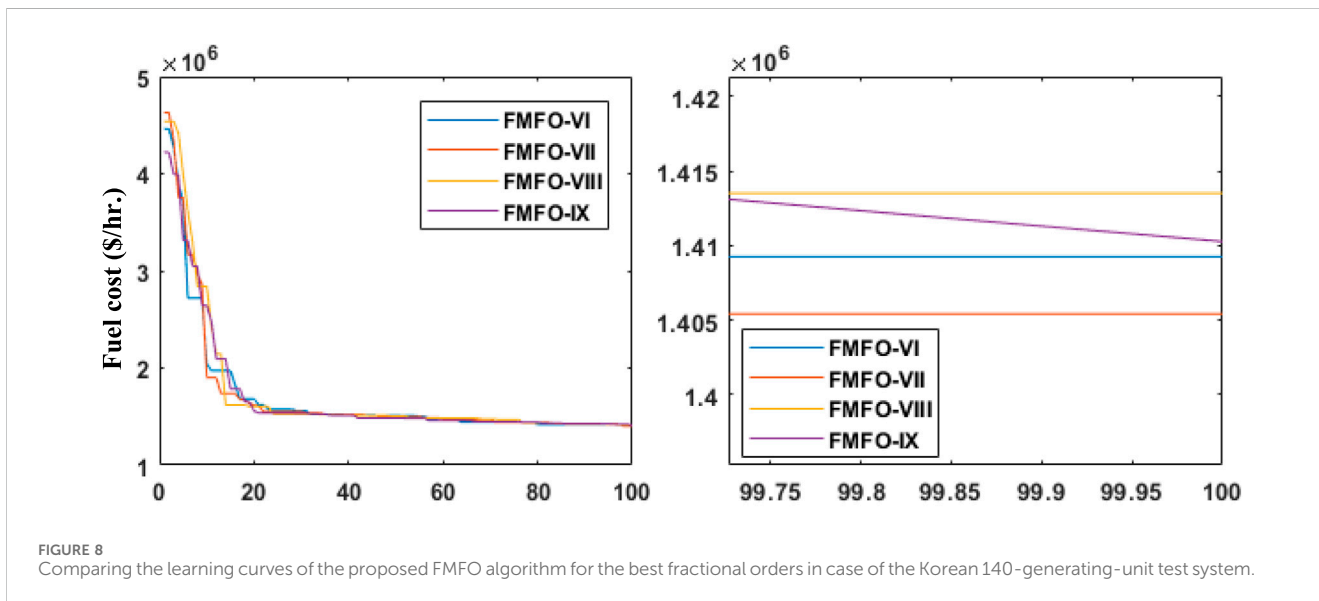 ×10⁶
5
4
3
2
1
Fuel cost ($/hr.)
FMFO-VI
FMFO-VII
FMFO-VIII
FMFO-IX
0 20 40 60 80 100
×10⁶
1.42
1.415
1.41
1.405
1.4
FMFO-VI
FMFO-VII
FMFO-VIII
FMFO-IX
99.75 99.8 99.85 99.9 99.95 100
FIGURE 8
Comparing the learning curves of the proposed FMFO algorithm for the best fractional orders in case of the Korean 140-generating-unit test system.